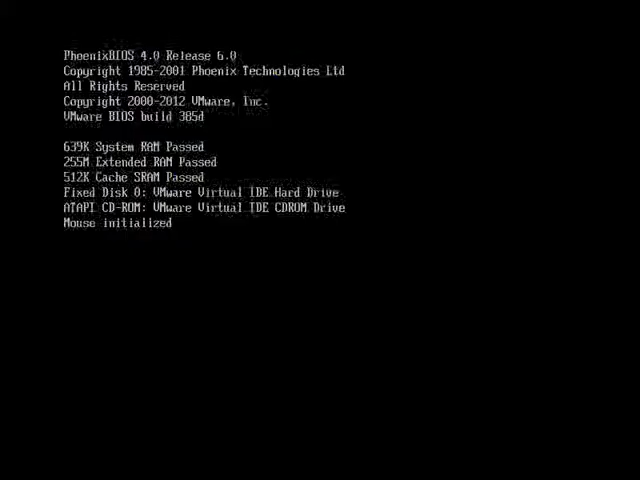 PhoenixBIOS 4.0 Release 6.0
Copyright 1985-2001 Phoenix Technologies Ltd
All Rights Reserved
Copyright 2000-2012 VMware, Inc.
VMware BIOS build 385d
639K System RAM Passed
255M Extended RAM Passed
512K Cache SRAM Passed
Fixed Disk 0: VMware Virtual IDE Hard Drive
ATAPI CD-ROM: VMware Virtual IDE CDROM Drive
Mouse initialized